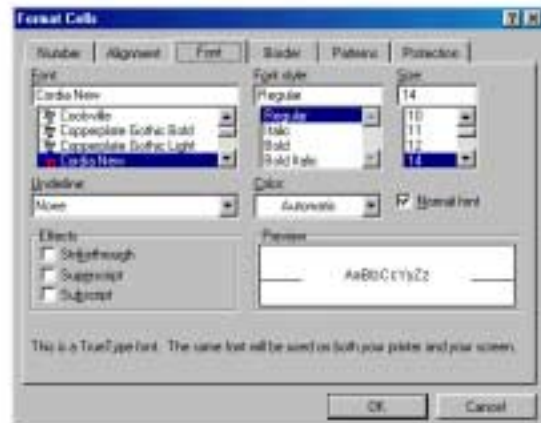 Format Cells
Number Alignment Font Border Patterns Protection
Font: Font style: Size:
Cordia New Regular 14
Cookville Regular 10
Copperplate Gothic Bold Italic 11
Copperplate Gothic Light Bold 12
Cordia New Bold Italic 14
Underline: Color:
None Automatic Normal font
Effects Preview
Strikethrough
Superscript AaBbCcYyZz
Subscript
This is a TrueType font. The same font will be used on both your printer and your screen.
OK Cancel